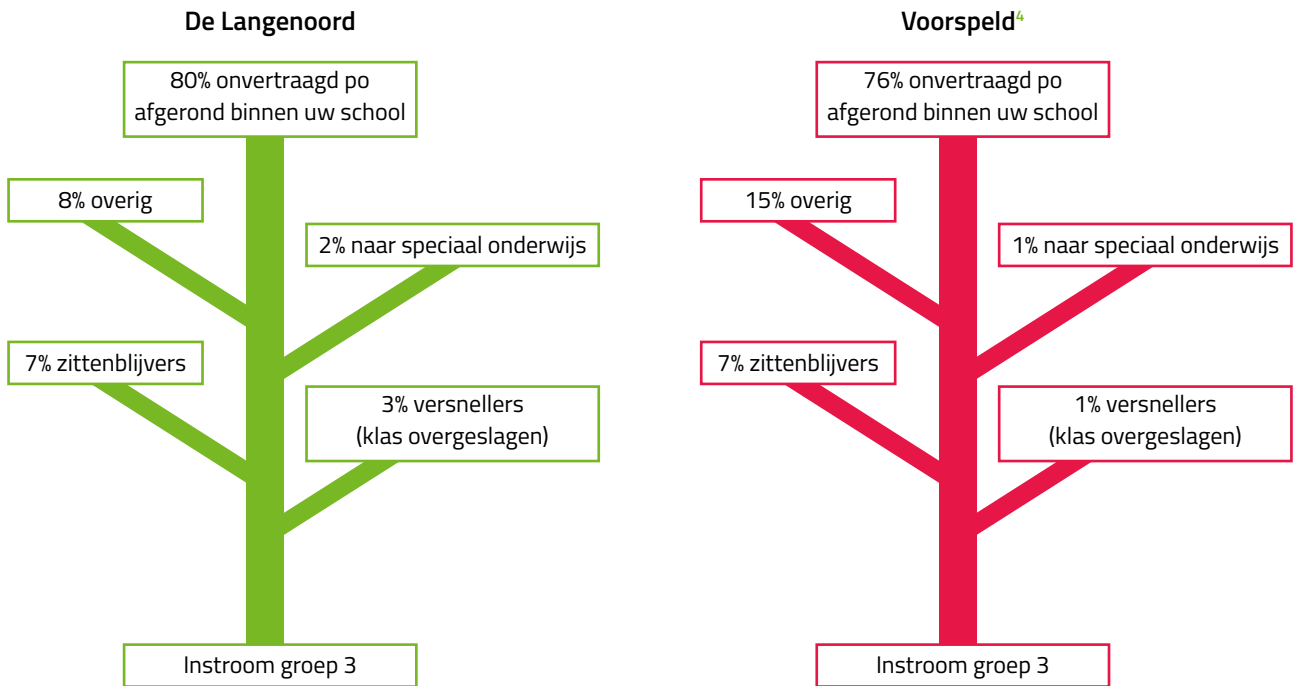 De Langenoord
80% onvertraagd po
afgerond binnen uw school
8% overig
2% naar speciaal onderwijs
7% zittenblijvers
3% versnellers
(klas overgeslagen)
Instroom groep 3
Voorspeld⁴
76% onvertraagd po
afgerond binnen uw school
15% overig
1% naar speciaal onderwijs
7% zittenblijvers
1% versnellers
(klas overgeslagen)
Instroom groep 3